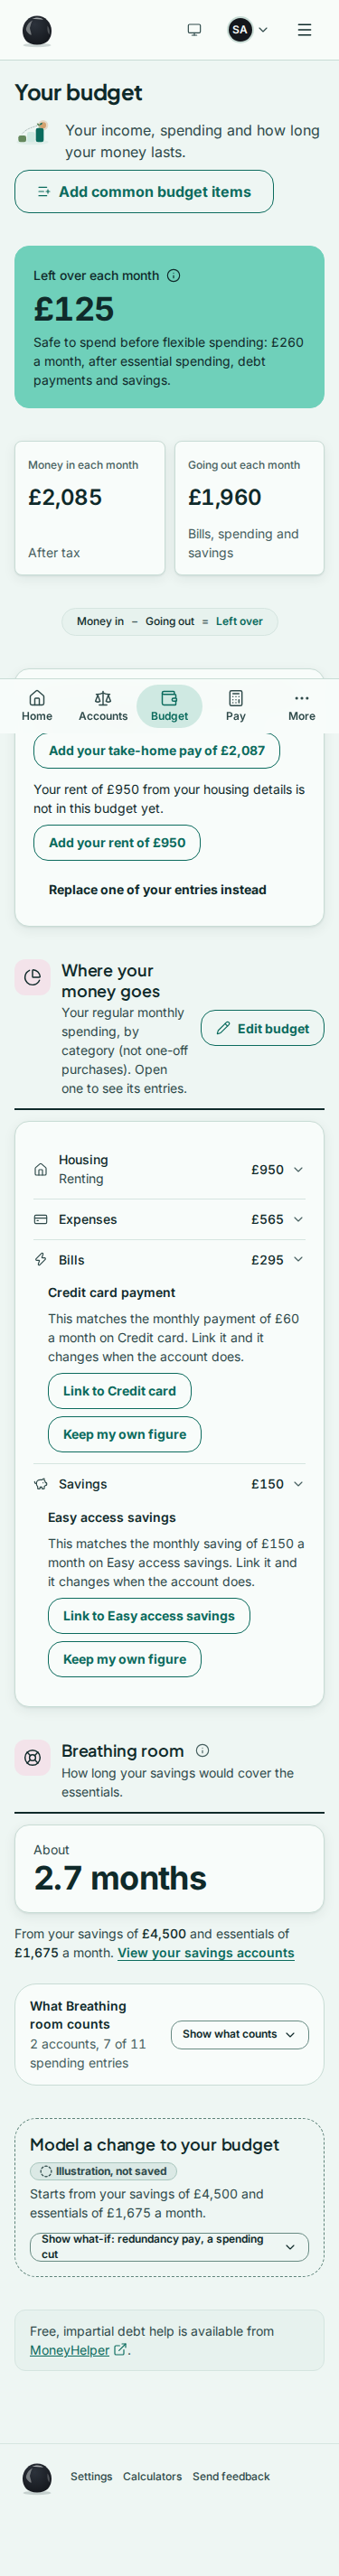 SA
Your budget
Your income, spending and how long
your money lasts.
Add common budget items
Left over each month
£125
Safe to spend before flexible spending: £260
a month, after essential spending, debt
payments and savings.
Money in each month
£2,085
After tax
Going out each month
£1,960
Bills, spending and
savings
Money in − Going out = Left over
Home
Accounts
Budget
Pay
More
Add your take-home pay of £2,087
Your rent of £950 from your housing details is
not in this budget yet.
Add your rent of £950
Replace one of your entries instead
Where your
money goes
Your regular monthly
spending, by
category (not one-off
purchases). Open
one to see its entries.
Edit budget
Housing
Renting
£950
Expenses
£565
Bills
£295
Credit card payment
This matches the monthly payment of £60
a month on Credit card. Link it and it
changes when the account does.
Link to Credit card
Keep my own figure
Savings
£150
Easy access savings
This matches the monthly saving of £150 a
month on Easy access savings. Link it and
it changes when the account does.
Link to Easy access savings
Keep my own figure
Breathing room
How long your savings would cover the
essentials.
About
2.7 months
From your savings of £4,500 and essentials of
£1,675 a month. View your savings accounts
What Breathing
room counts
2 accounts, 7 of 11
spending entries
Show what counts
Model a change to your budget
Illustration, not saved
Starts from your savings of £4,500 and
essentials of £1,675 a month.
Show what-if: redundancy pay, a spending
cut
Free, impartial debt help is available from
MoneyHelper.
Settings
Calculators
Send feedback